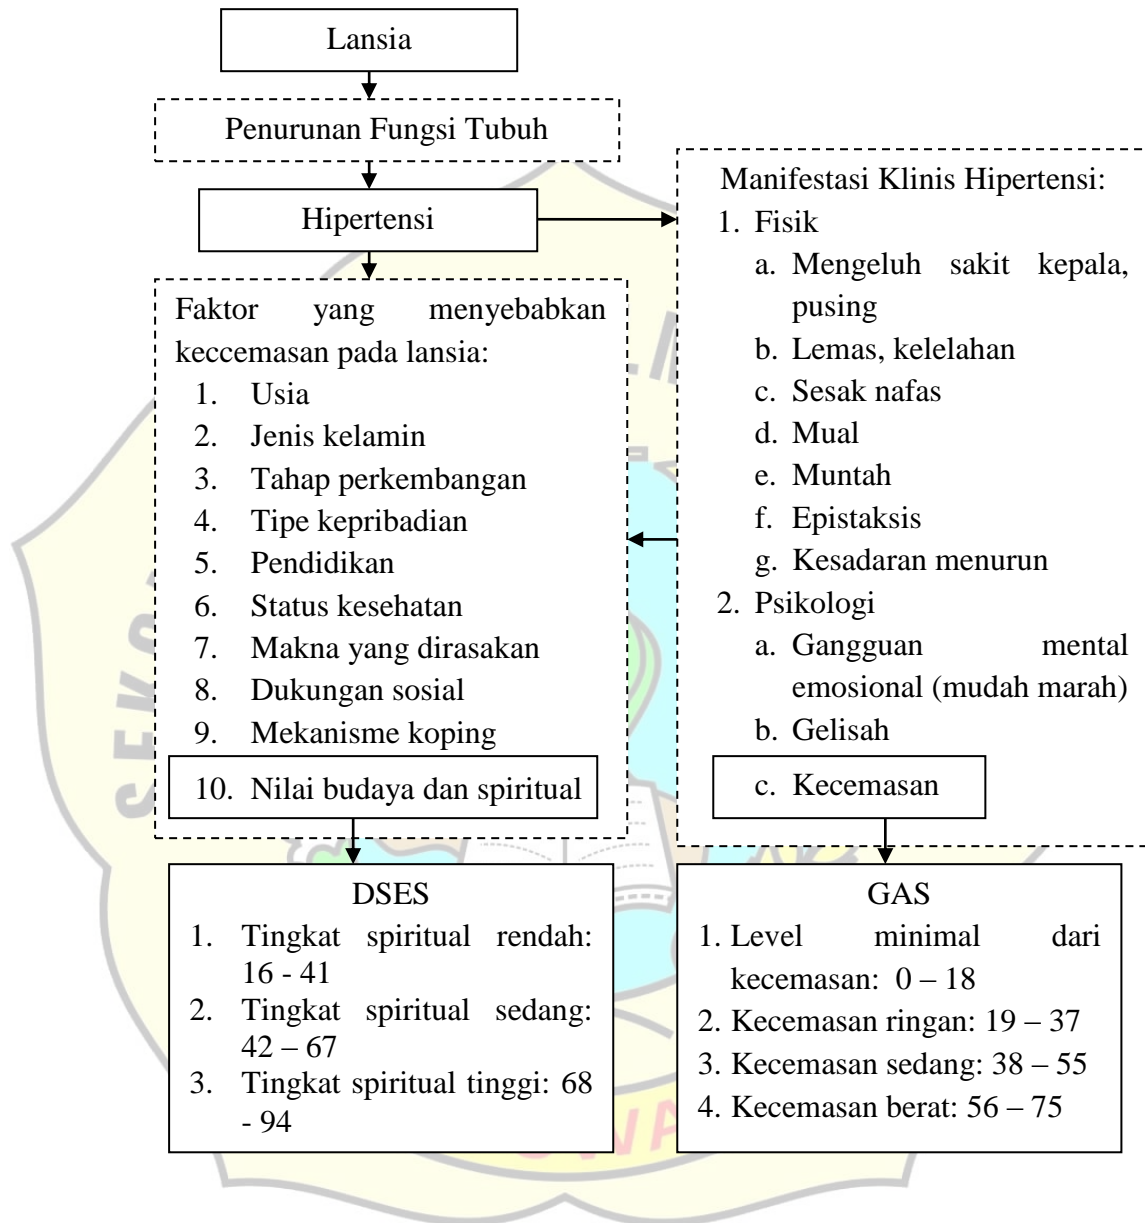 Lansia
Penurunan Fungsi Tubuh
Hipertensi
Faktor yang menyebabkan
keccemasan pada lansia:
1. Usia
2. Jenis kelamin
3. Tahap perkembangan
4. Tipe kepribadian
5. Pendidikan
6. Status kesehatan
7. Makna yang dirasakan
8. Dukungan sosial
9. Mekanisme koping
10. Nilai budaya dan spiritual
Manifestasi Klinis Hipertensi:
1. Fisik
a. Mengeluh sakit kepala,
pusing
b. Lemas, kelelahan
c. Sesak nafas
d. Mual
e. Muntah
f. Epistaksis
g. Kesadaran menurun
2. Psikologi
a. Gangguan mental
emosional (mudah marah)
b. Gelisah
c. Kecemasan
DSES
1. Tingkat spiritual rendah:
16 - 41
2. Tingkat spiritual sedang:
42 – 67
3. Tingkat spiritual tinggi: 68
- 94
GAS
1. Level minimal dari
kecemasan: 0 – 18
2. Kecemasan ringan: 19 – 37
3. Kecemasan sedang: 38 – 55
4. Kecemasan berat: 56 – 75